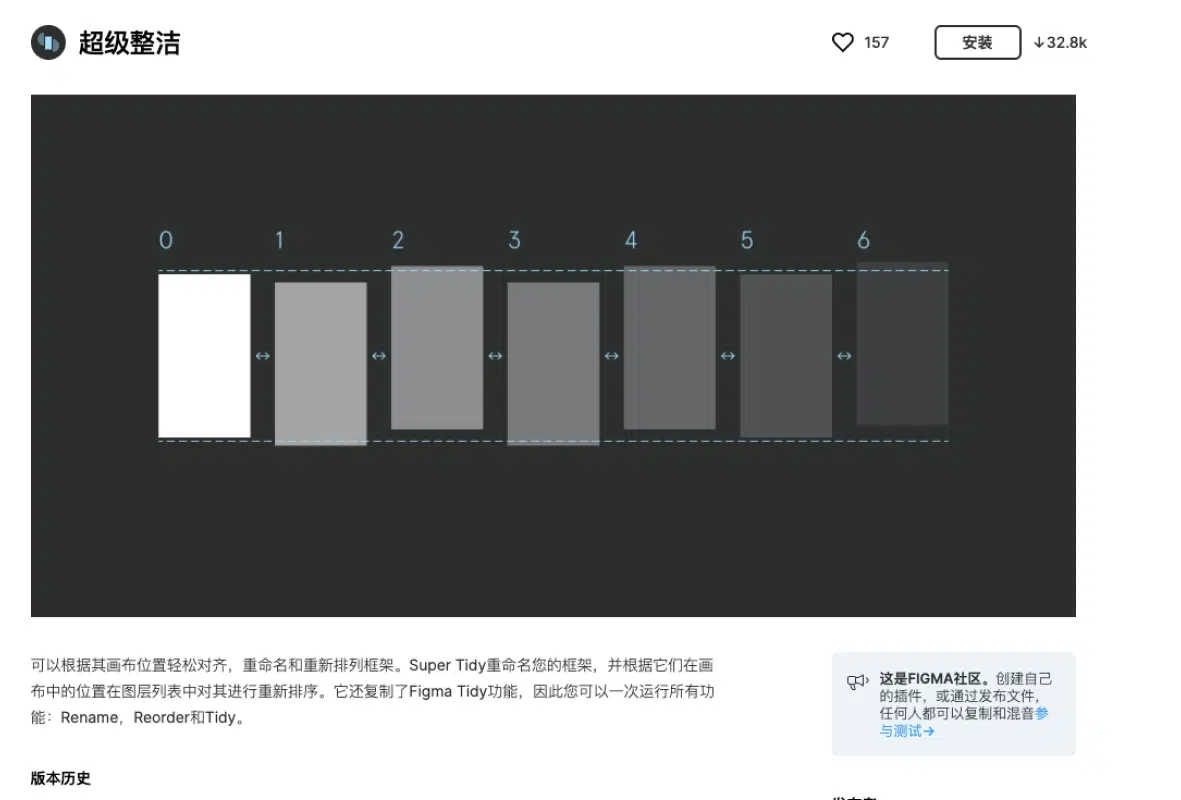 超级整洁
157
安装
↓32.8k
0 1 2 3 4 5 6
可以根据其画布位置轻松对齐，重命名和重新排列框架。Super Tidy重命名您的框架，并根据它们在画
布中的位置在图层列表中对其进行重新排序。它还复制了Figma Tidy功能，因此您可以一次运行所有功
能：Rename，Reorder和Tidy。
版本历史
这是FIGMA社区。创建自己
的插件，或通过发布文件，
任何人都可以复制和混音参
与测试→